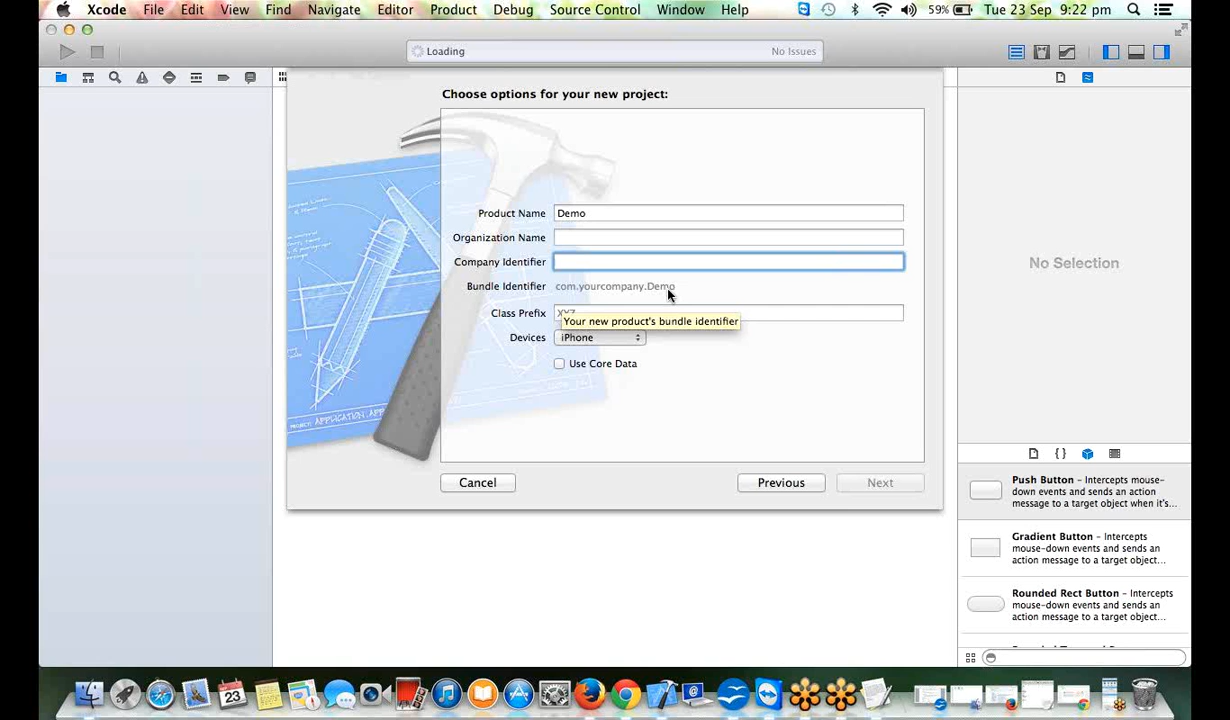 Xcode File Edit View Find Navigate Editor Product Debug Source Control Window Help 59% Tue 23 Sep 9:22 pm
Loading No Issues
Choose options for your new project:
Product Name Demo
Organization Name
Company Identifier
Bundle Identifier com.yourcompany.Demo
Class Prefix XYZ
Your new product's bundle identifier
Devices iPhone
Use Core Data
Cancel Previous Next
No Selection
Push Button – Intercepts mouse-
down events and sends an
action message to a target object when it's...
Gradient Button – Intercepts
mouse-down events and sends an
action message to a target object...
Rounded Rect Button – Intercepts
mouse-down events and sends an
action message to a target object...
23